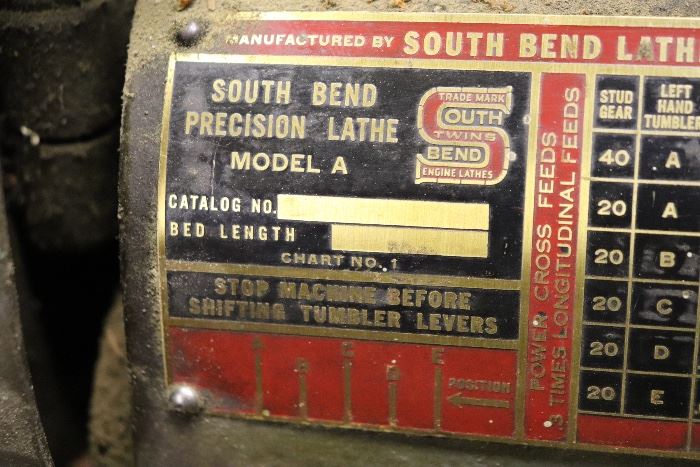 MANUFACTURED BY SOUTH BEND LATH
SOUTH BEND
PRECISION LATHE
MODEL A
TRADE MARK
SOUTH
TWINS
BEND
ENGINE LATHES
CATALOG NO.
BED LENGTH
CHART NO. 1
STOP MACHINE BEFORE
SHIFTING TUMBLER LEVERS
A B C D E
POSITION
POWER CROSS FEEDS
.3 TIMES LONGITUDINAL FEEDS
STUD GEAR LEFT HAND TUMBLER
40 A
20 A
20 B
20 C
20 D
20 E